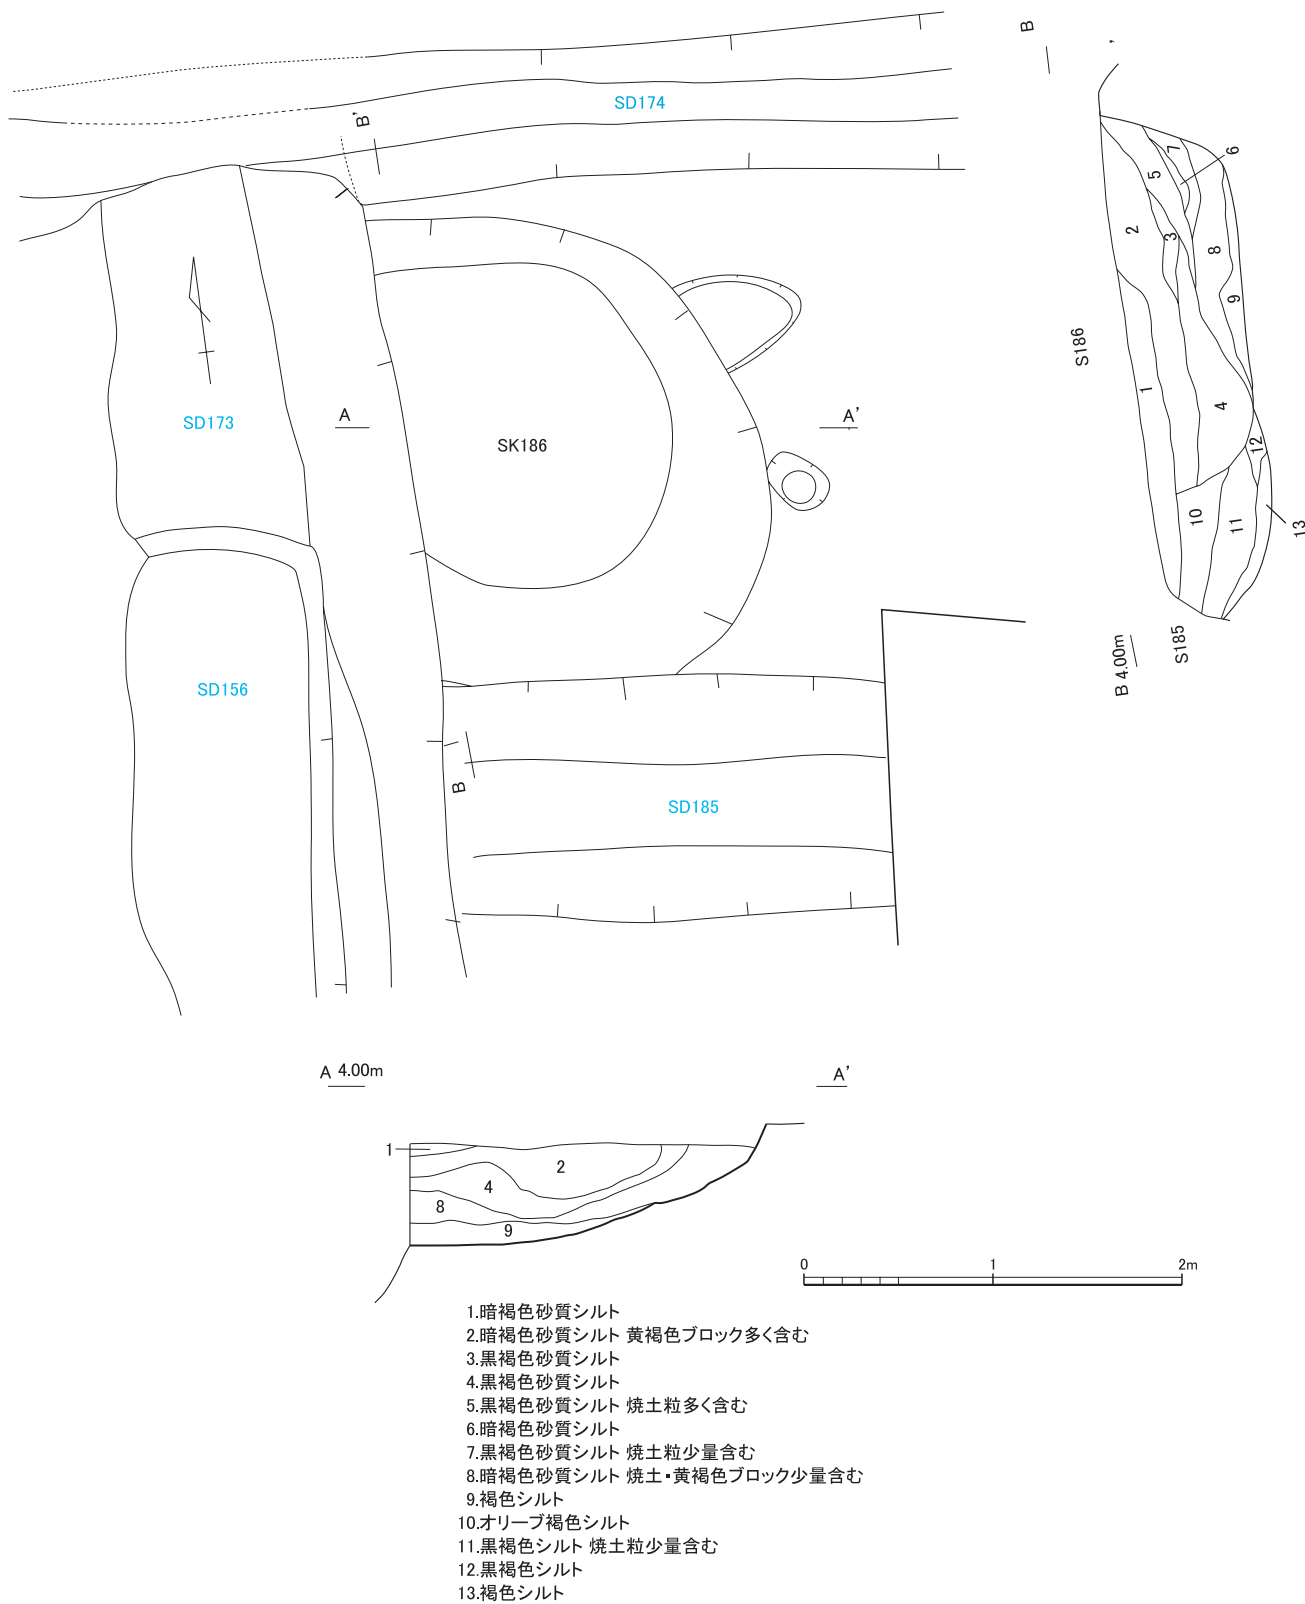 B
'
SD174
B'
7
6
5
2
3
8
9
S186
SD173
A
A'
SK186
1
4
12
10
11
13
S185
B 4.00m
SD156
B
SD185
A 4.00m
A'
1
2
4
8
9
0 1 2m
1.暗褐色砂質シルト
2.暗褐色砂質シルト 黄褐色ブロック多く含む
3.黒褐色砂質シルト
4.黒褐色砂質シルト
5.黒褐色砂質シルト 焼土粒多く含む
6.暗褐色砂質シルト
7.黒褐色砂質シルト 焼土粒少量含む
8.暗褐色砂質シルト 焼土・黄褐色ブロック少量含む
9.褐色シルト
10.オリーブ褐色シルト
11.黒褐色シルト 焼土粒少量含む
12.黒褐色シルト
13.褐色シルト